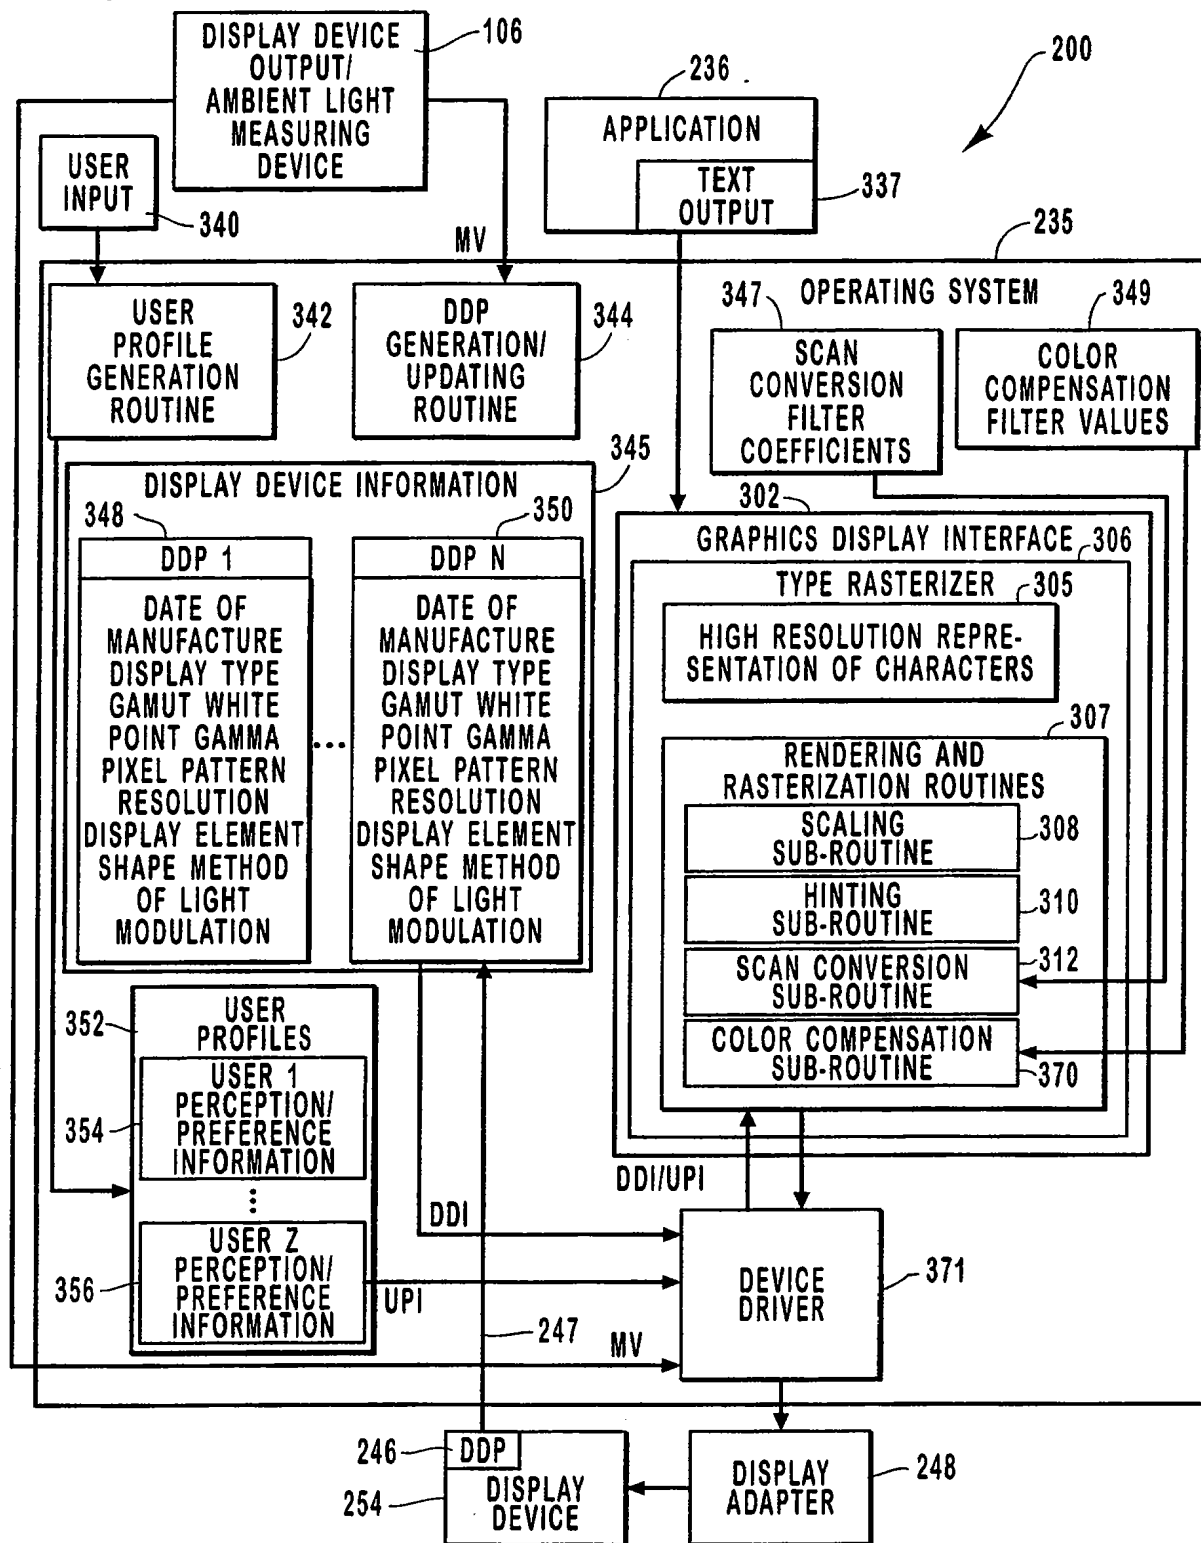 DISPLAY DEVICE
OUTPUT/
AMBIENT LIGHT
MEASURING
DEVICE
106
200
236
APPLICATION
TEXT
OUTPUT
337
USER
INPUT
340
MV
235
OPERATING SYSTEM
USER
PROFILE
GENERATION
ROUTINE
342
DDP
GENERATION/
UPDATING
ROUTINE
344
347
SCAN
CONVERSION
FILTER
COEFFICIENTS
349
COLOR
COMPENSATION
FILTER VALUES
345
DISPLAY DEVICE INFORMATION
348
DDP 1
DATE OF
MANUFACTURE
DISPLAY TYPE
GAMUT WHITE
POINT GAMMA
PIXEL PATTERN
RESOLUTION
DISPLAY ELEMENT
SHAPE METHOD
OF LIGHT
MODULATION
...
350
DDP N
DATE OF
MANUFACTURE
DISPLAY TYPE
GAMUT WHITE
POINT GAMMA
PIXEL PATTERN
RESOLUTION
DISPLAY ELEMENT
SHAPE METHOD
OF LIGHT
MODULATION
302
GRAPHICS DISPLAY INTERFACE
306
TYPE RASTERIZER
305
HIGH RESOLUTION REPRE-
SENTATION OF CHARACTERS
307
RENDERING AND
RASTERIZATION ROUTINES
SCALING
SUB-ROUTINE
308
HINTING
SUB-ROUTINE
310
SCAN CONVERSION
SUB-ROUTINE
312
COLOR COMPENSATION
SUB-ROUTINE
370
352
USER
PROFILES
354
USER 1
PERCEPTION/
PREFERENCE
INFORMATION
...
356
USER Z
PERCEPTION/
PREFERENCE
INFORMATION
DDI/UPI
DDI
UPI
247
MV
DEVICE
DRIVER
371
246
DDP
254
DISPLAY
DEVICE
DISPLAY
ADAPTER
248